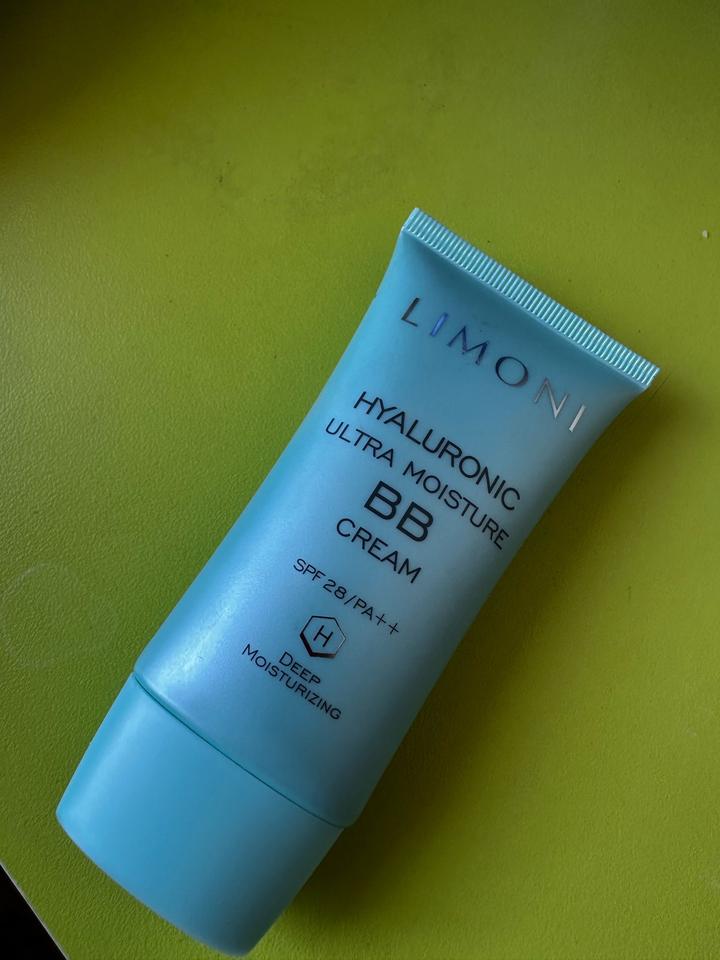 LIMONI
HYALURONIC
ULTRA MOISTURE
BB
CREAM
SPF 28/PA++
H
DEEP
MOISTURIZING